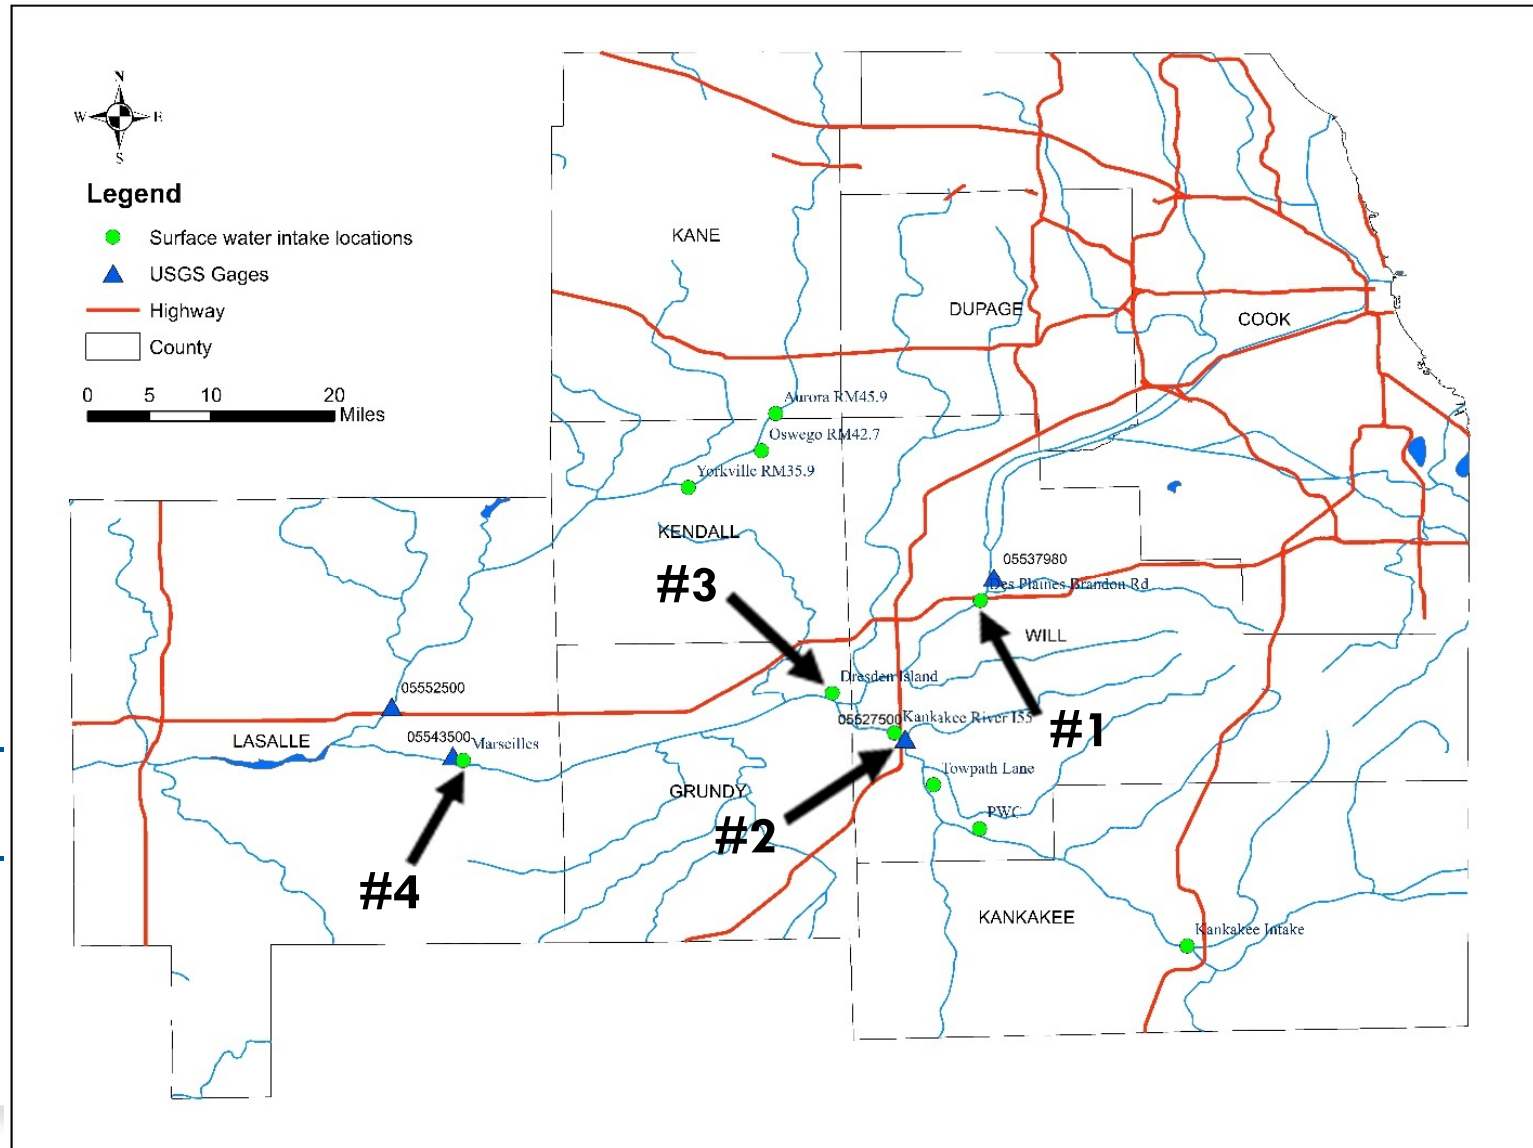 N
W E
S
Legend
Surface water intake locations
USGS Gages
Highway
County
0 5 10 20
Miles
KANE
DUPAGE
COOK
Aurora RM45.9
Oswego RM42.7
Yorkville RM35.9
KENDALL
#3
05537980
Des Plaines Brandon Rd
WILL
Dresden Island
05552500
05527500 Kankakee River I55
#1
LASALLE
05543500 Marseilles
Towpath Lane
GRUNDY
PWC
#2
#4
KANKAKEE
Kankakee Intake